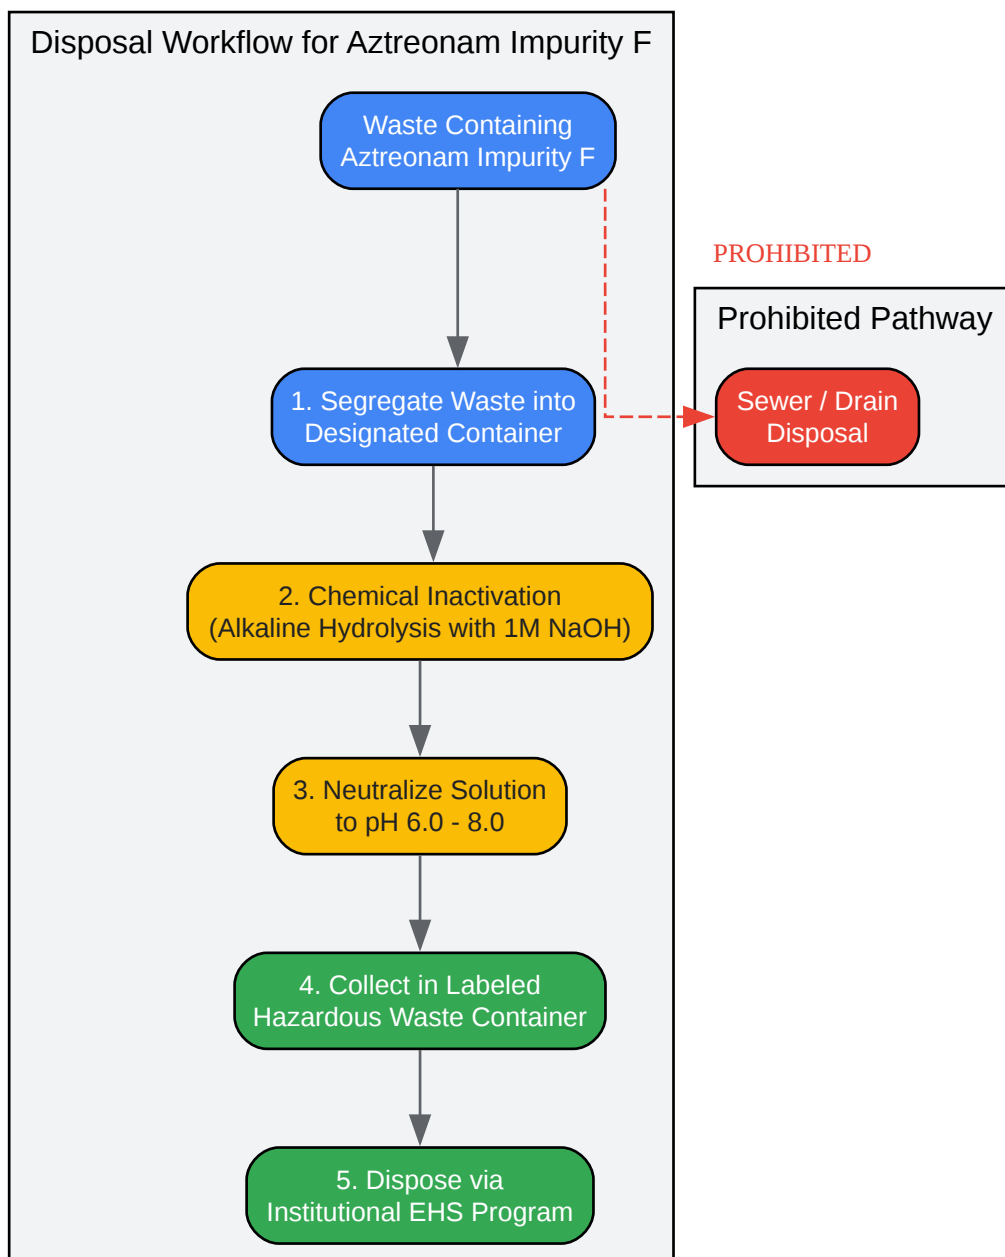 Disposal Workflow for Aztreonam Impurity F
Waste Containing
Aztreonam Impurity F
PROHIBITED
Prohibited Pathway
Sewer / Drain
Disposal
1. Segregate Waste into
Designated Container
2. Chemical Inactivation
(Alkaline Hydrolysis with 1M NaOH)
3. Neutralize Solution
to pH 6.0 - 8.0
4. Collect in Labeled
Hazardous Waste Container
5. Dispose via
Institutional EHS Program